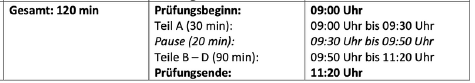 Gesamt: 120 min Prüfungsbeginn: 09:00 Uhr
Teil A (30 min): 09:00 Uhr bis 09:30 Uhr
Pause (20 min): 09:30 Uhr bis 09:50 Uhr
Teile B – D (90 min): 09:50 Uhr bis 11:20 Uhr
Prüfungsende: 11:20 Uhr